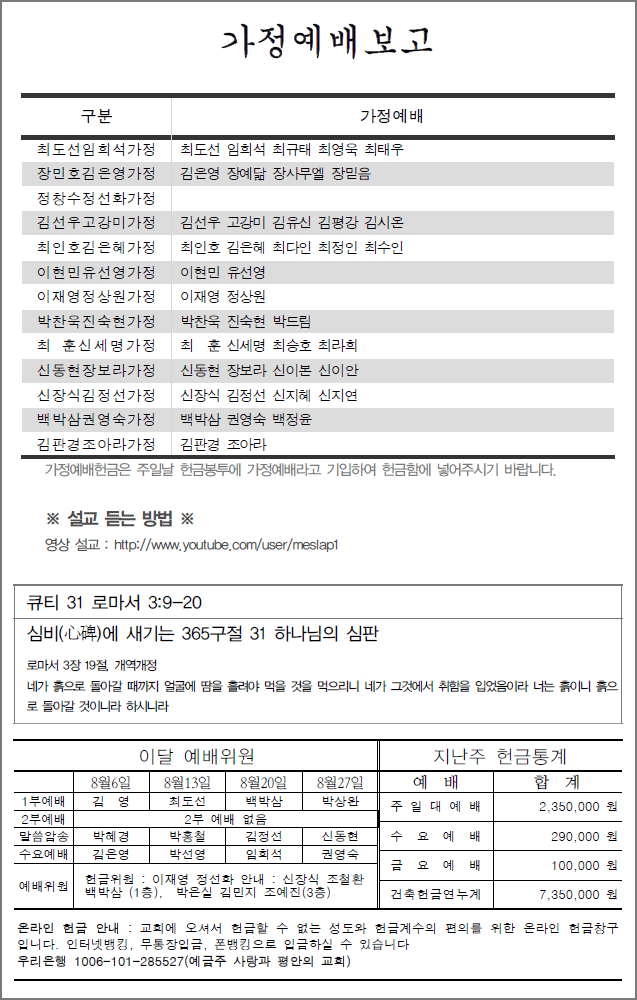 가정예배보고
구분 가정예배
최도선임희석가정 최도선 임희석 최규태 최영욱 최태우
장민호김은영가정 김은영 장예닮 장사무엘 장믿음
정창수정선화가정
김선우고강미가정 김선우 고강미 김유신 김평강 김시온
최인호김은혜가정 최인호 김은혜 최다인 최정인 최수인
이현민유선영가정 이현민 유선영
이재영정상원가정 이재영 정상원
박찬욱진숙현가정 박찬욱 진숙현 박드림
최 훈신세명가정 최 훈 신세명 최승호 최라희
신동현장보라가정 신동현 장보라 신이본 신이안
신장식김정선가정 신장식 김정선 신지혜 신지연
백박삼권영숙가정 백박삼 권영숙 백정윤
김판경조아라가정 김판경 조아라
가정예배헌금은 주일날 헌금봉투에 가정예배라고 기입하여 헌금함에 넣어주시기 바랍니다.
※ 설교 듣는 방법 ※
영상 설교 : http://www.youtube.com/user/meslap1
큐티 31 로마서 3:9-20
심비(心碑)에 새기는 365구절 31 하나님의 심판
로마서 3장 19절, 개역개정
네가 흙으로 돌아갈 때까지 얼굴에 땀을 흘려야 먹을 것을 먹으리니 네가 그것에서 취함을 입었음이라 너는 흙이니 흙으
로 돌아갈 것이니라 하시니라
이달 예배위원
8월6일 8월13일 8월20일 8월27일
1부예배 김 영 최도선 백박삼 박상완
2부예배 2부 예배 없음
말씀암송 박혜경 박홍철 김정선 신동현
수요예배 김은영 박선영 임희석 권영숙
예배위원 헌금위원 : 이재영 정선화 안내 : 신장식 조철환
백박삼 (1층), 박은실 김민지 조예진(3층)
지난주 헌금통계
예 배 합 계
주 일 대 예 배 2,350,000 원
수 요 예 배 290,000 원
금 요 예 배 100,000 원
건축헌금연누계 7,350,000 원
온라인 헌금 안내 : 교회에 오셔서 헌금할 수 없는 성도와 헌금계수의 편의를 위한 온라인 헌금창구
입니다. 인터넷뱅킹, 무통장입금, 폰뱅킹으로 입금하실 수 있습니다
우리은행 1006-101-285527(예금주 사랑과 평안의 교회)